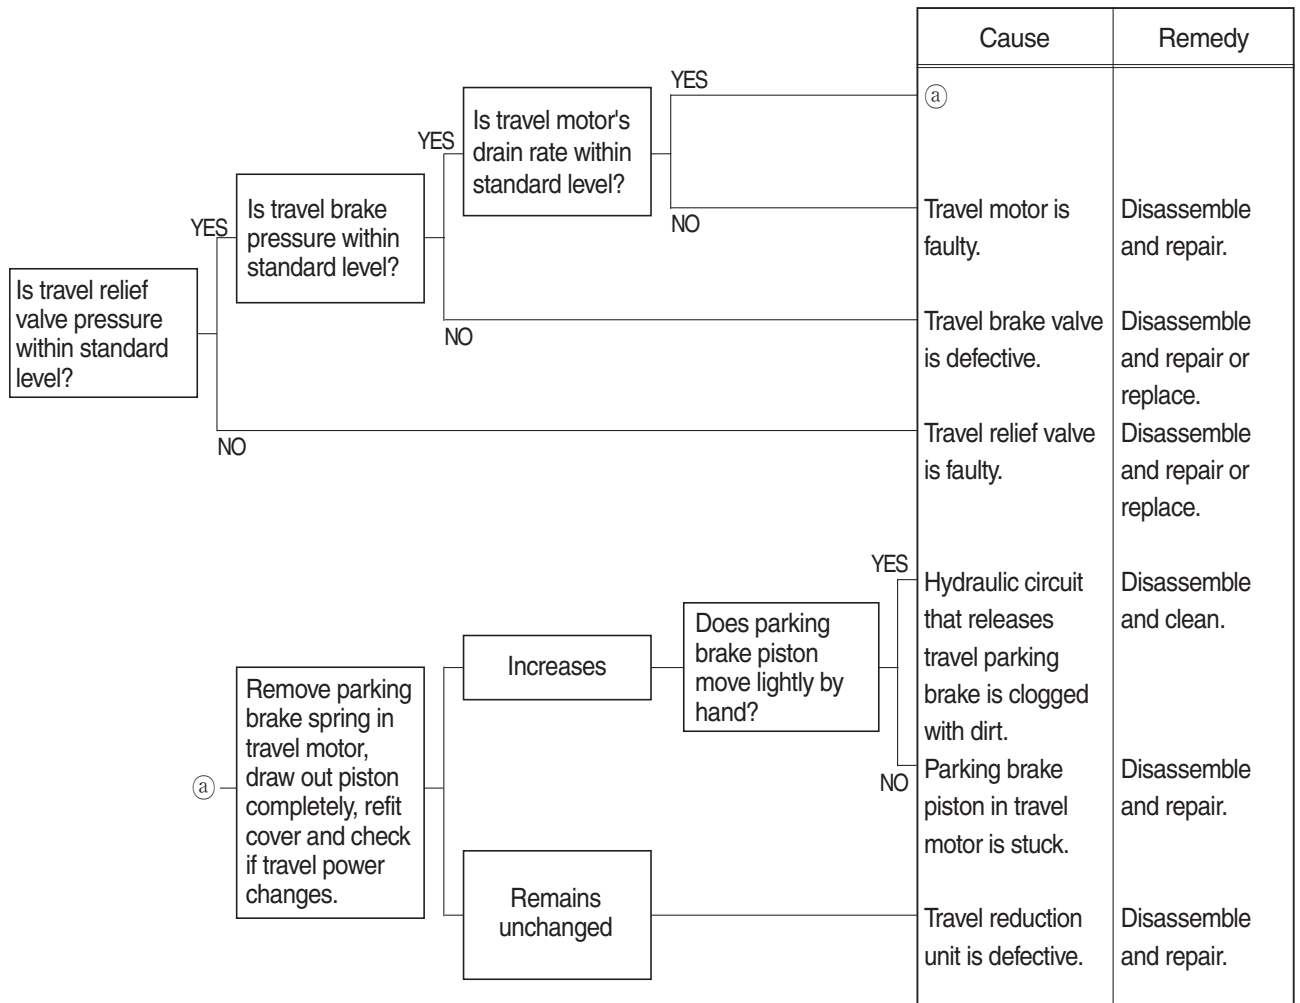 Cause
Remedy
YES
ⓐ
Is travel motor's
drain rate within
standard level?
YES
NO
Travel motor is
faulty.
Disassemble
and repair.
Is travel brake
pressure within
standard level?
YES
NO
Travel brake valve
is defective.
Disassemble
and repair or
replace.
Is travel relief
valve pressure
within standard
level?
NO
Travel relief valve
is faulty.
Disassemble
and repair or
replace.
ⓐ
Remove parking
brake spring in
travel motor,
draw out piston
completely, refit
cover and check
if travel power
changes.
Increases
Does parking
brake piston
move lightly by
hand?
YES
Hydraulic circuit
that releases
travel parking
brake is clogged
with dirt.
Disassemble
and clean.
NO
Parking brake
piston in travel
motor is stuck.
Disassemble
and repair.
Remains
unchanged
Travel reduction
unit is defective.
Disassemble
and repair.